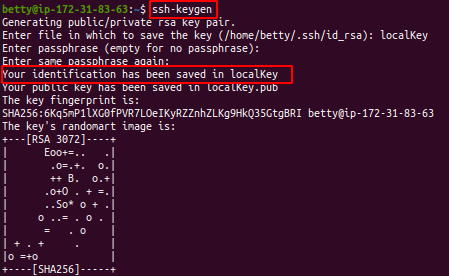 betty@ip-172-31-83-63:~$ ssh-keygen
Generating public/private rsa key pair.
Enter file in which to save the key (/home/betty/.ssh/id_rsa): localKey
Enter passphrase (empty for no passphrase):
Enter same passphrase again:
Your identification has been saved in localKey
Your public key has been saved in localKey.pub
The key fingerprint is:
SHA256:6Kq5mP1lXG0fPVR7LOeIKyRZZnhZLKg9HkQ35GtgBRI betty@ip-172-31-83-63
The key's randomart image is:
+---[RSA 3072]----+
|      Eoo+=..   .|
|       .o=.+.  o.|
|       ++ B.  o.+|
|      .o+O . + =.|
|      ..So* o + .|
|     o ..= . o . |
|      =   . o    |
| + . +     .     |
|o =+o            |
+----[SHA256]-----+